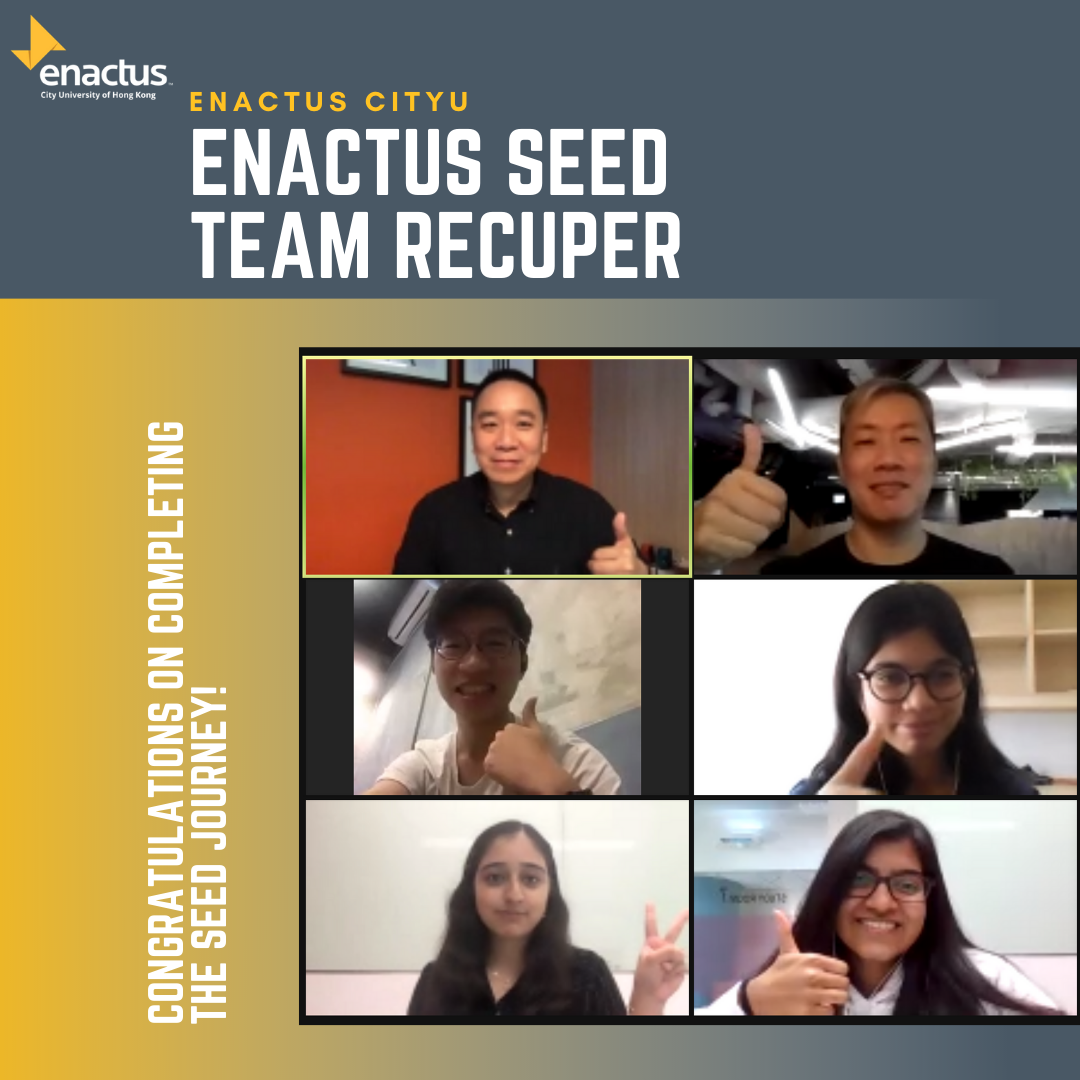 enactus
City University of Hong Kong
ENACTUS CITYU
ENACTUS SEED
TEAM RECUPER
CONGRATULATIONS ON COMPLETING
THE SEED JOURNEY!